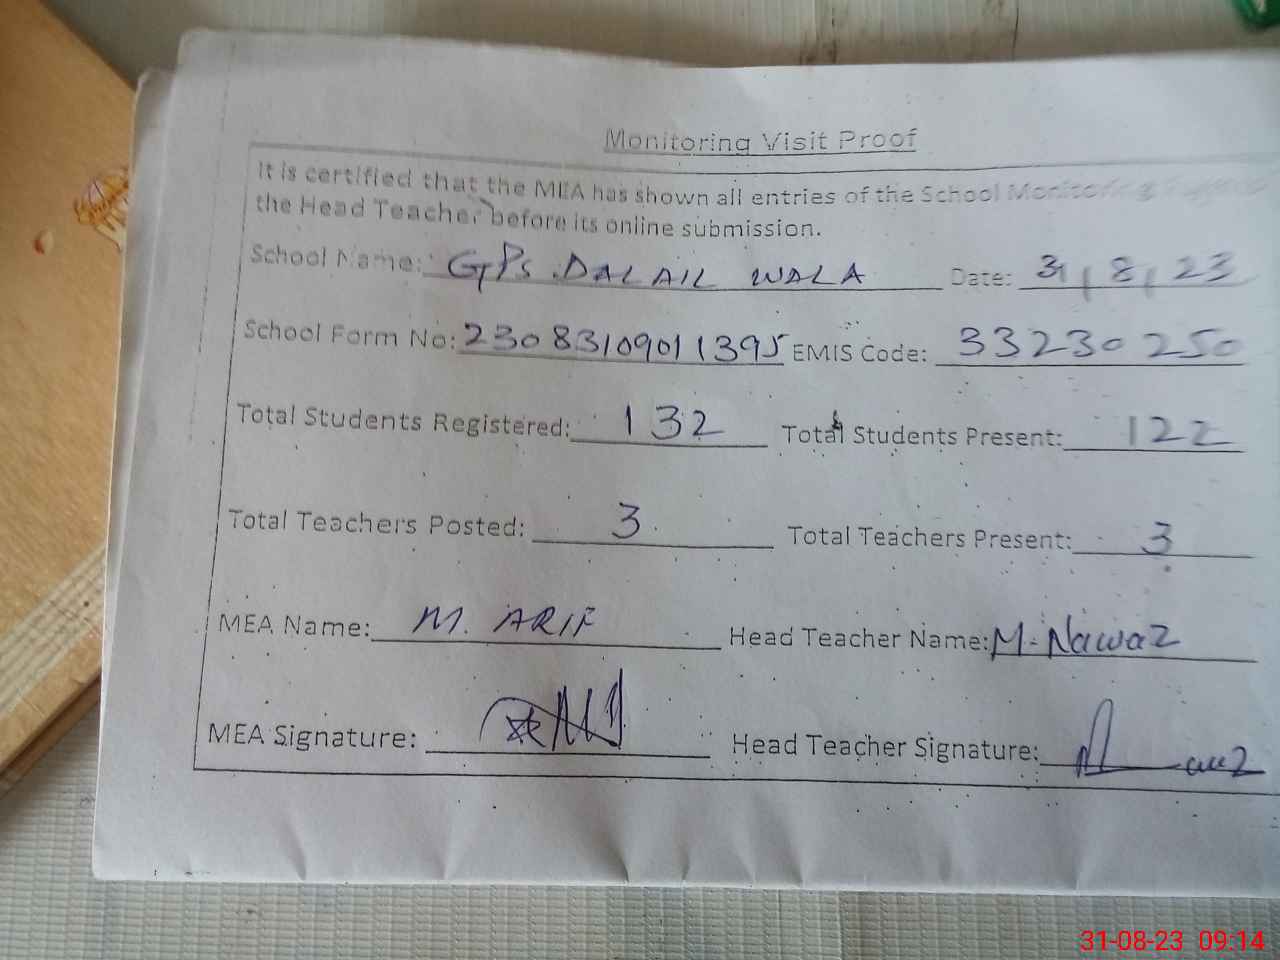 Monitoring Visit Proof
It is certified that the MEA has shown all entries of the School Monitoring
the Head Teacher before its online submission.
School Name: GPS DALAIL WALA Date: 31/8/23
School Form No: 23083109011395 EMIS Code: 33230250
Total Students Registered: 132 Total Students Present: 122
Total Teachers Posted: 3 Total Teachers Present: 3
MEA Name: M. ARIF Head Teacher Name: M. Nawaz
MEA Signature: Head Teacher Signature:
31-08-23 09:14